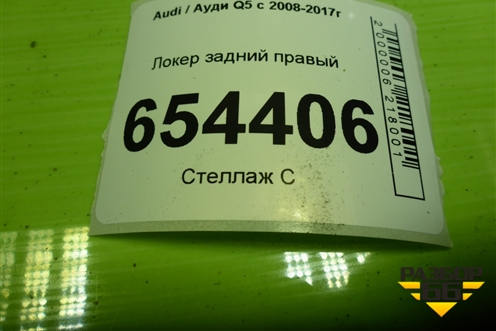 Audi / Ауди Q5 с 2008-2017г
Локер задний правый
654406
Стеллаж С
2000006218001
РАЗБОР
66